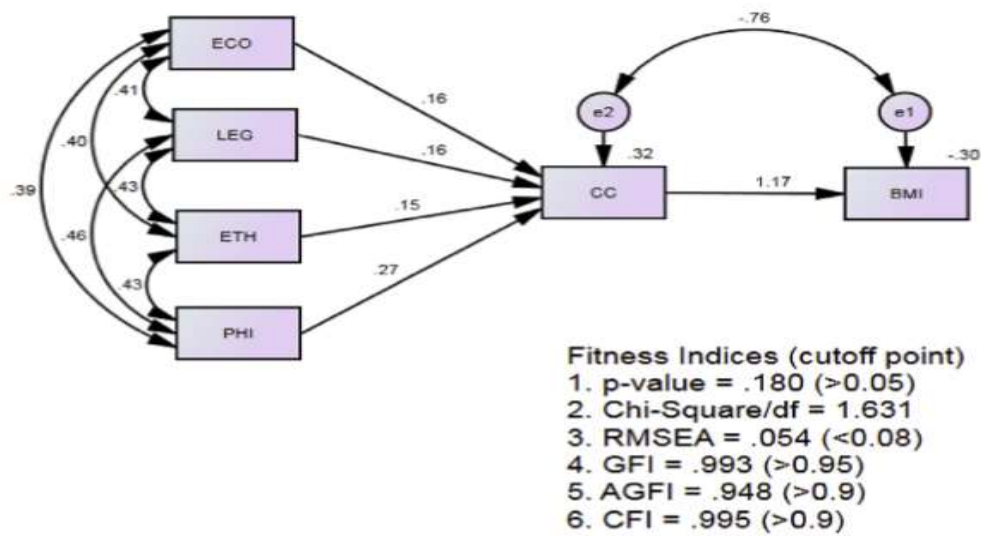 -.76
ECO
e2
e1
.41
.16
LEG
.40
.16
.32
-.30
.39
.43
CC
1.17
BMI
.15
.46
ETH
.27
.43
PHI
Fitness Indices (cutoff point)
1. p-value = .180 (>0.05)
2. Chi-Square/df = 1.631
3. RMSEA = .054 (<0.08)
4. GFI = .993 (>0.95)
5. AGFI = .948 (>0.9)
6. CFI = .995 (>0.9)